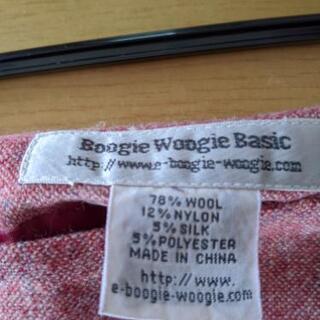 Boogie Woogie Basic
http://www.e-boogie-woogie.com
78% WOOL
12% NYLON
5% SILK
5% POLYESTER
MADE IN CHINA
http://www.
e-boogie-woogie.com